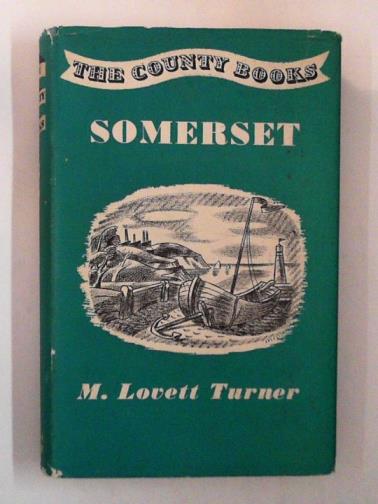 THE COUNTY BOOKS
SOMERSET
M. Lovett Turner